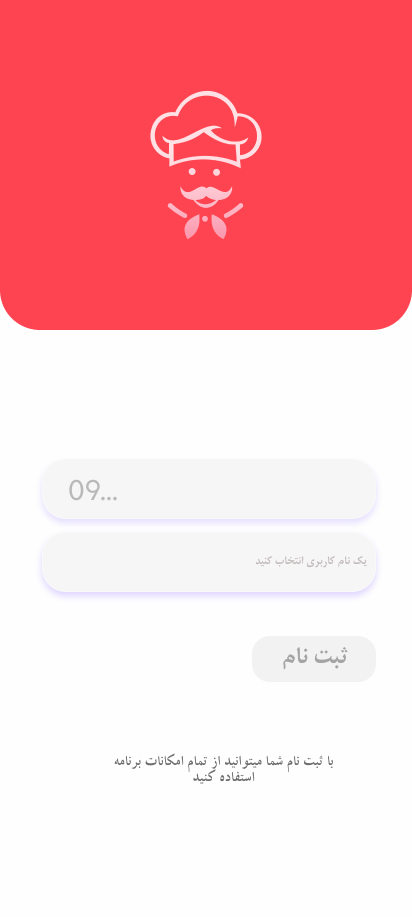 09...
یک نام کاربری انتخاب کنید
ثبت نام
با ثبت نام شما میتوانید از تمام امکانات برنامه
استفاده کنید